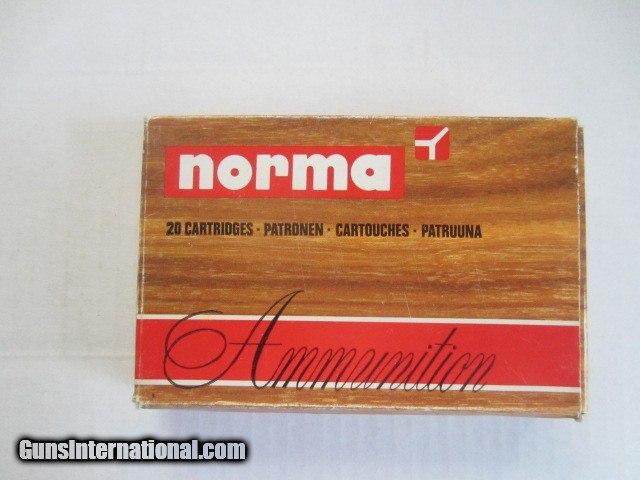 norma
20 CARTRIDGES · PATRONEN · CARTOUCHES · PATRUUNA
Ammunition
GunsInternational.com